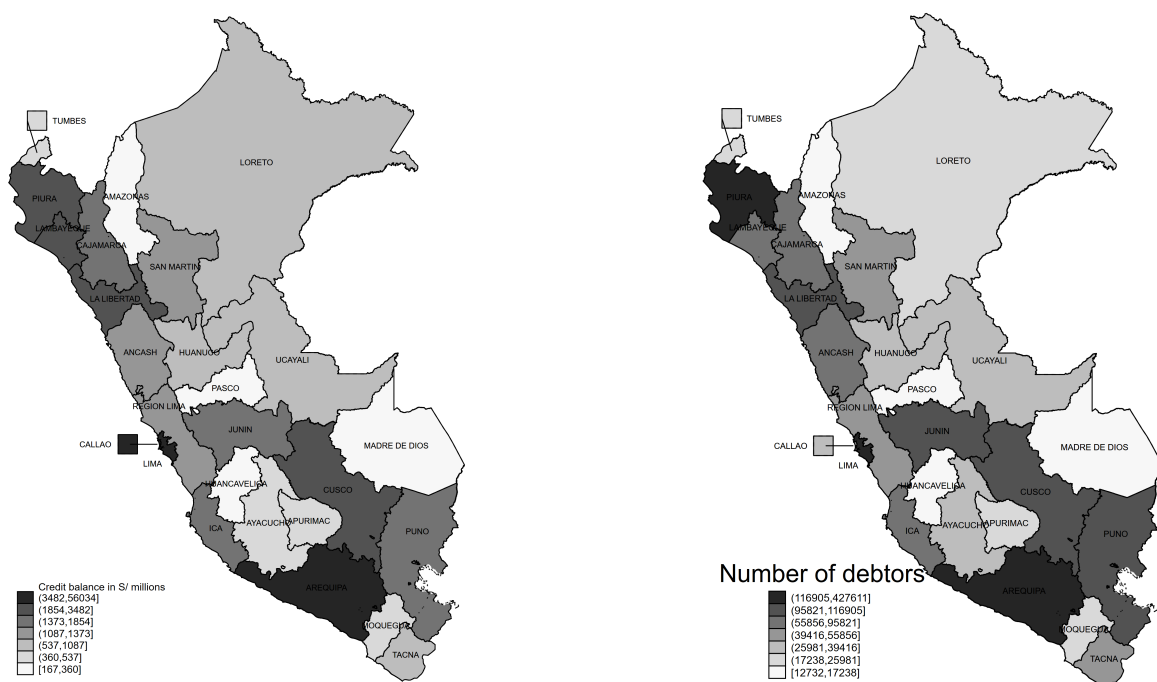 TUMBES
LORETO
AMAZONAS
PIURA
LAMBAYEQUE
CAJAMARCA
SAN MARTIN
LA LIBERTAD
ANCASH
HUANUCO
UCAYALI
PASCO
REGION LIMA
JUNIN
CALLAO
LIMA
MADRE DE DIOS
HUANCAVELICA
CUSCO
ICA
AYACUCHO
APURIMAC
PUNO
AREQUIPA
MOQUEGUA
TACNA
Credit balance in S/ millions
(3482,56034]
(1854,3482]
(1373,1854]
(1087,1373]
(537,1087]
(360,537]
[167,360]
TUMBES
LORETO
AMAZONAS
PIURA
LAMBAYEQUE
CAJAMARCA
SAN MARTIN
LA LIBERTAD
ANCASH
HUANUCO
UCAYALI
PASCO
REGION LIMA
JUNIN
CALLAO
LIMA
MADRE DE DIOS
HUANCAVELICA
CUSCO
ICA
AYACUCHO
APURIMAC
PUNO
AREQUIPA
MOQUEGUA
TACNA
Number of debtors
(116905,427611]
(95821,116905]
(55856,95821]
(39416,55856]
(25981,39416]
(17238,25981]
[12732,17238]